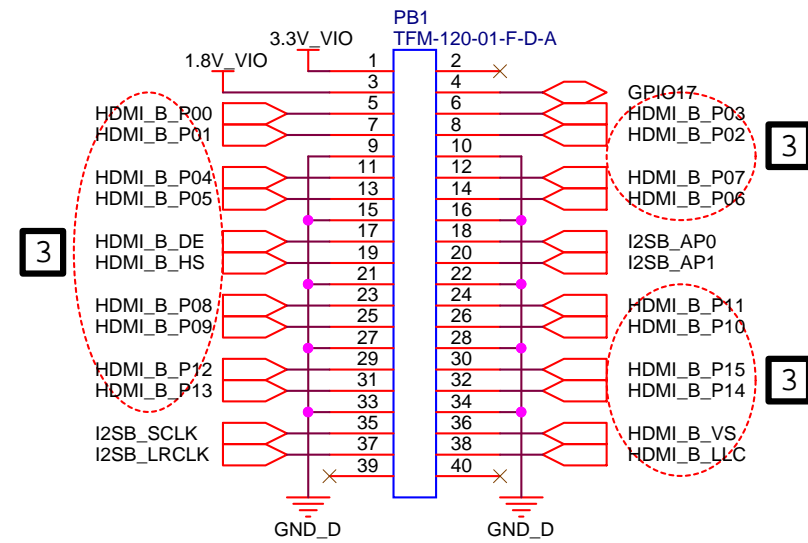 PB1
TFM-120-01-F-D-A
3.3V_VIO
1.8V_VIO
1 2
3 4 GPIO17
HDMI_B_P00 5 6 HDMI_B_P03
HDMI_B_P01 7 8 HDMI_B_P02
3
9 10
HDMI_B_P04 11 12 HDMI_B_P07
HDMI_B_P05 13 14 HDMI_B_P06
15 16
HDMI_B_DE 17 18 I2SB_AP0
3
HDMI_B_HS 19 20 I2SB_AP1
21 22
HDMI_B_P08 23 24 HDMI_B_P11
HDMI_B_P09 25 26 HDMI_B_P10
27 28
HDMI_B_P12 29 30 HDMI_B_P15
3
HDMI_B_P13 31 32 HDMI_B_P14
33 34
I2SB_SCLK 35 36 HDMI_B_VS
I2SB_LRCLK 37 38 HDMI_B_LLC
39 40
GND_D GND_D